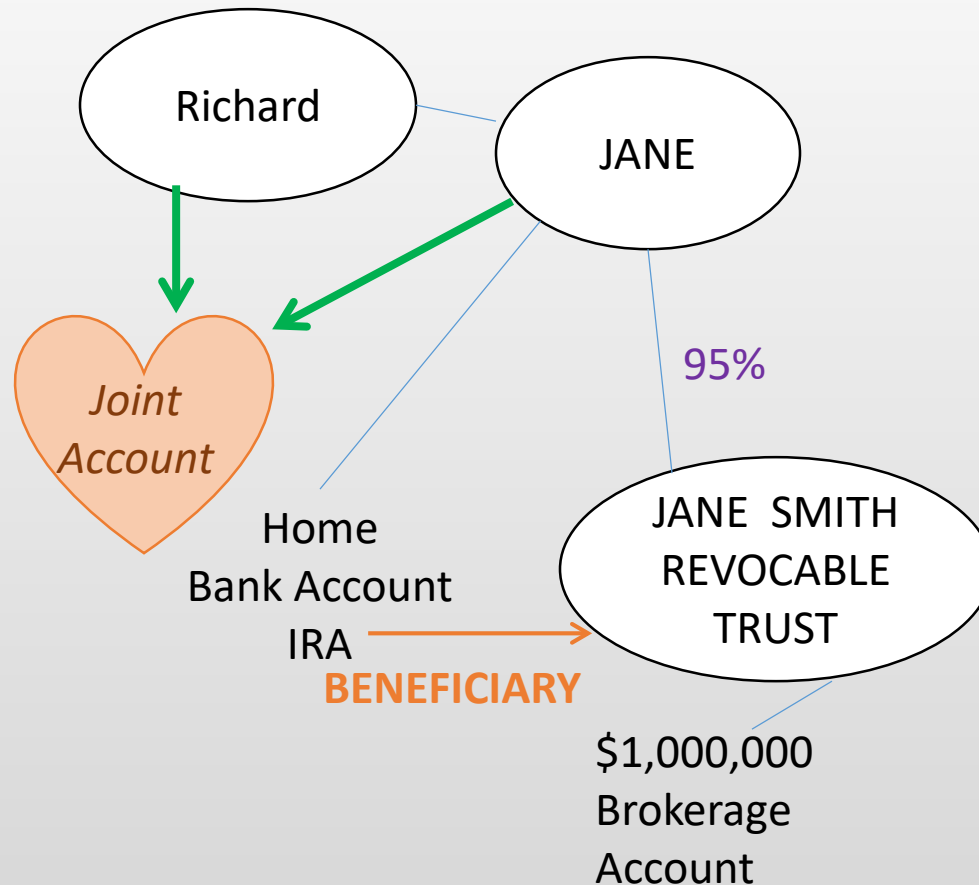 Richard
JANE
95%
Joint
Account
Home
Bank Account
IRA
BENEFICIARY
JANE SMITH
REVOCABLE
TRUST
$1,000,000
Brokerage
Account